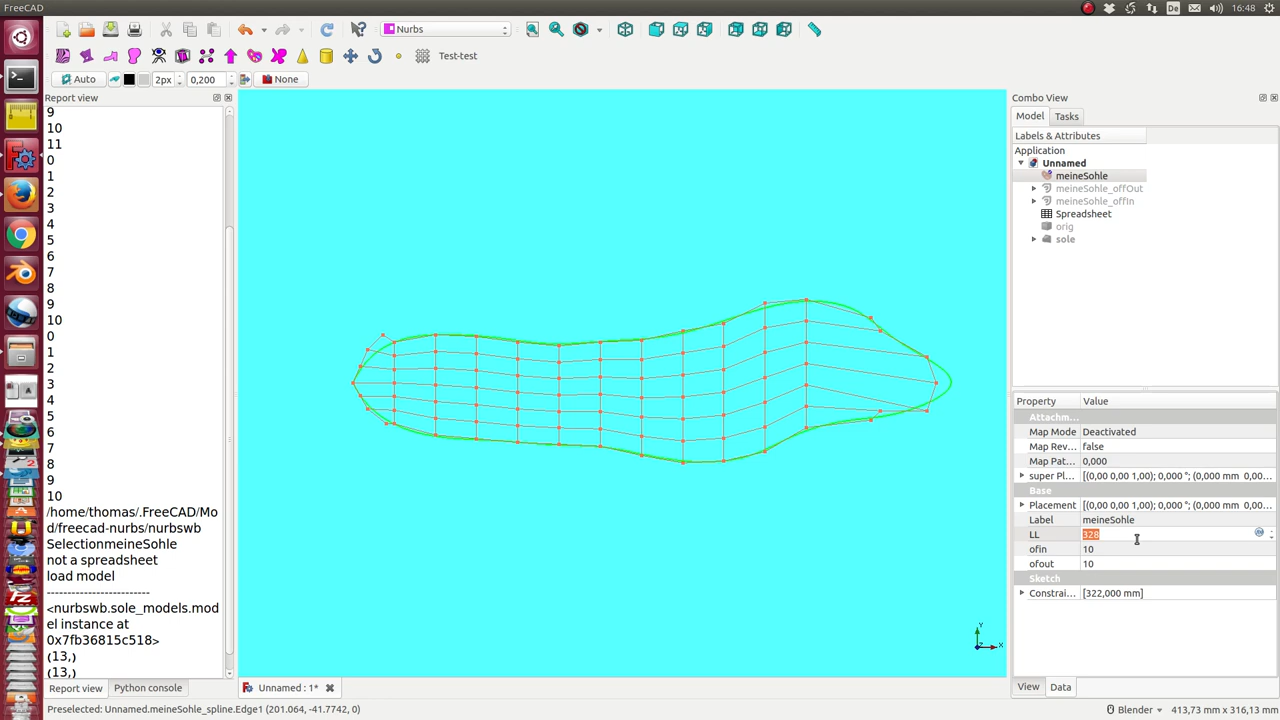 FreeCAD
De
16:48
Nurbs
Test-test
Auto
2px
0,200
None
Report view
9
10
11
0
1
2
3
4
5
6
7
8
9
10
0
1
2
3
4
5
6
7
8
9
10
/home/thomas/.FreeCAD/Mo
d/freecad-nurbs/nurbswb
SelectionmeineSohle
not a spreadsheet
load model
-------------------------
<nurbswb.sole_models.mod
el instance at
0x7fb36815c518>
(13,)
(13,)
Report view
Python console
Unnamed : 1*
Y
X
Combo View
Model
Tasks
Labels & Attributes
Application
Unnamed
meineSohle
meineSohle_offOut
meineSohle_offIn
Spreadsheet
orig
sole
Property Value
Attachm...
Map Mode Deactivated
Map Rev... false
Map Pat... 0,000
super Pl... [(0,00 0,00 1,00); 0,000 °; (0,000 mm 0,00...
Base
Placement [(0,00 0,00 1,00); 0,000 °; (0,000 mm 0,00...
Label meineSohle
LL 328
ofin 10
ofout 10
Sketch
Constrai... [322,000 mm]
View
Data
Preselected: Unnamed.meineSohle_spline.Edge1 (201.064, -41.7742, 0)
Blender
413,73 mm x 316,13 mm